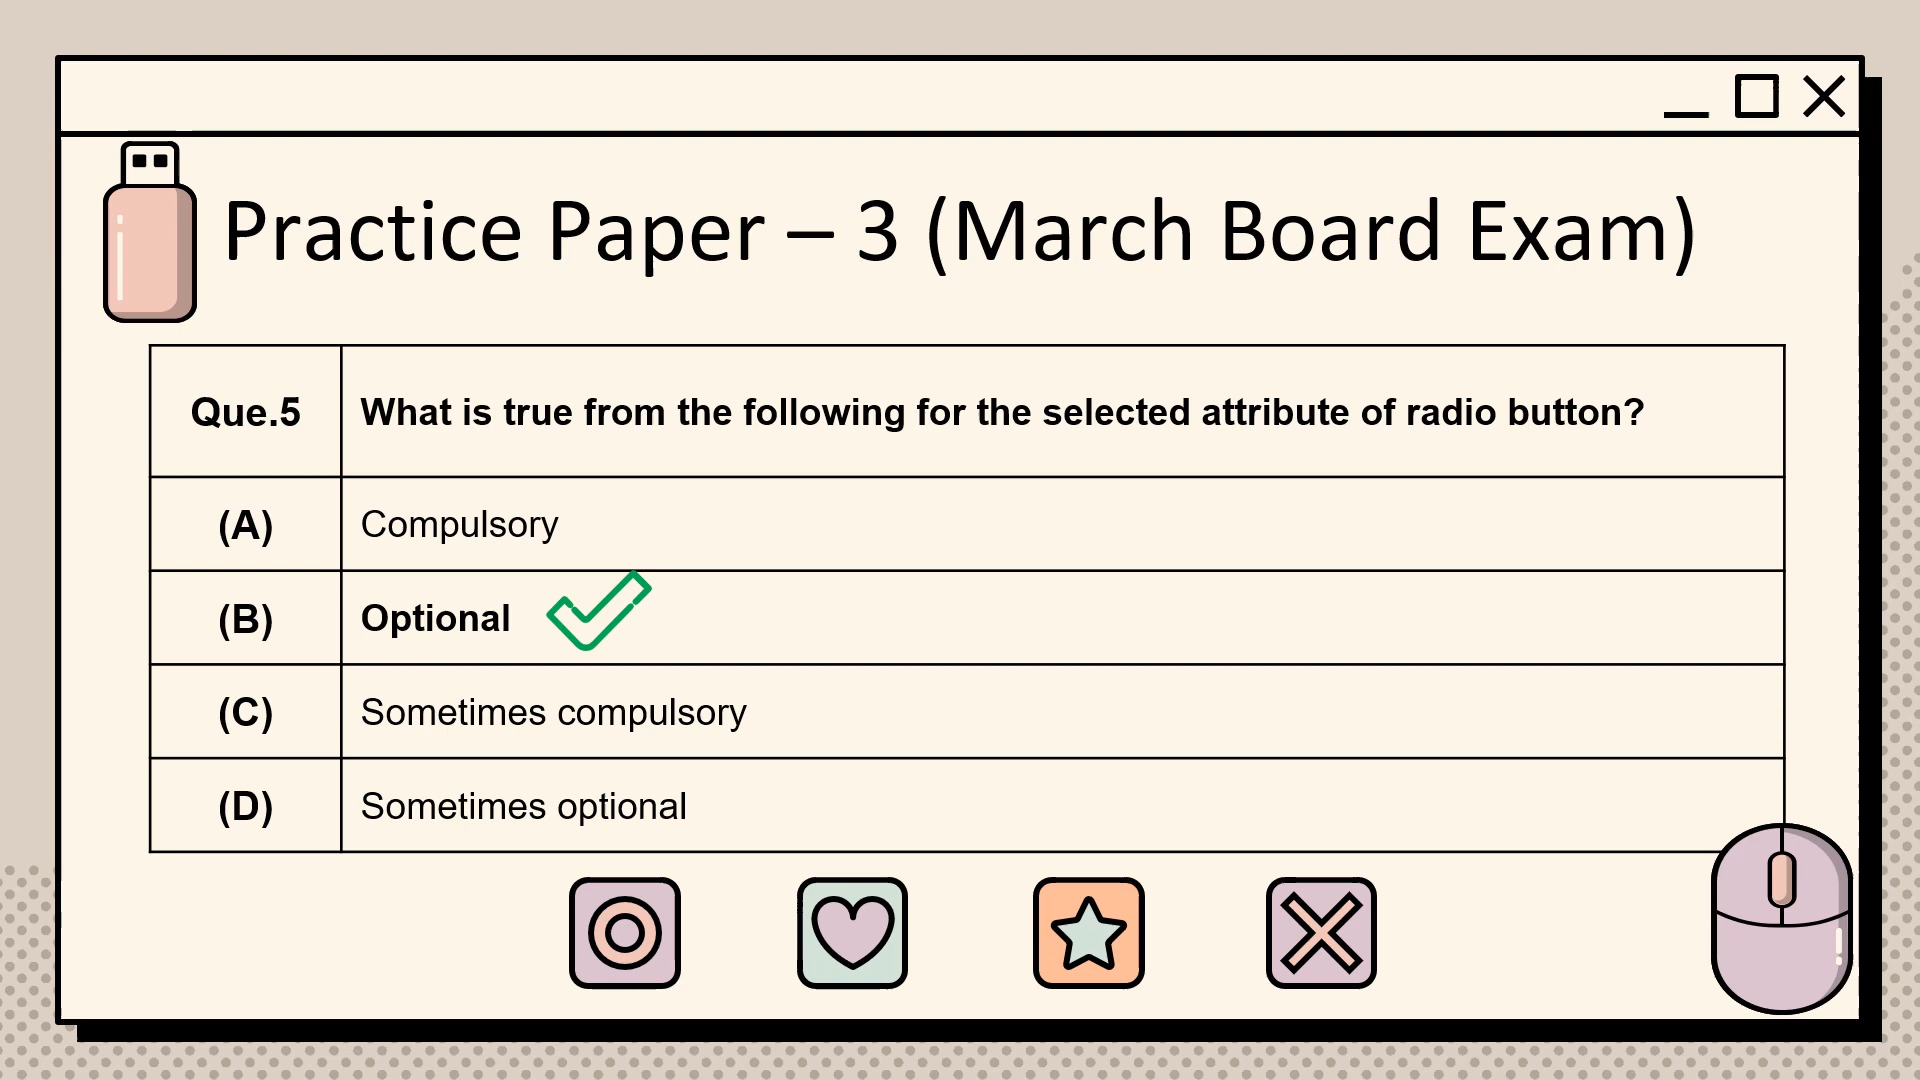 Practice Paper – 3 (March Board Exam)
Que.5 What is true from the following for the selected attribute of radio button?
(A) Compulsory
(B) Optional
(C) Sometimes compulsory
(D) Sometimes optional